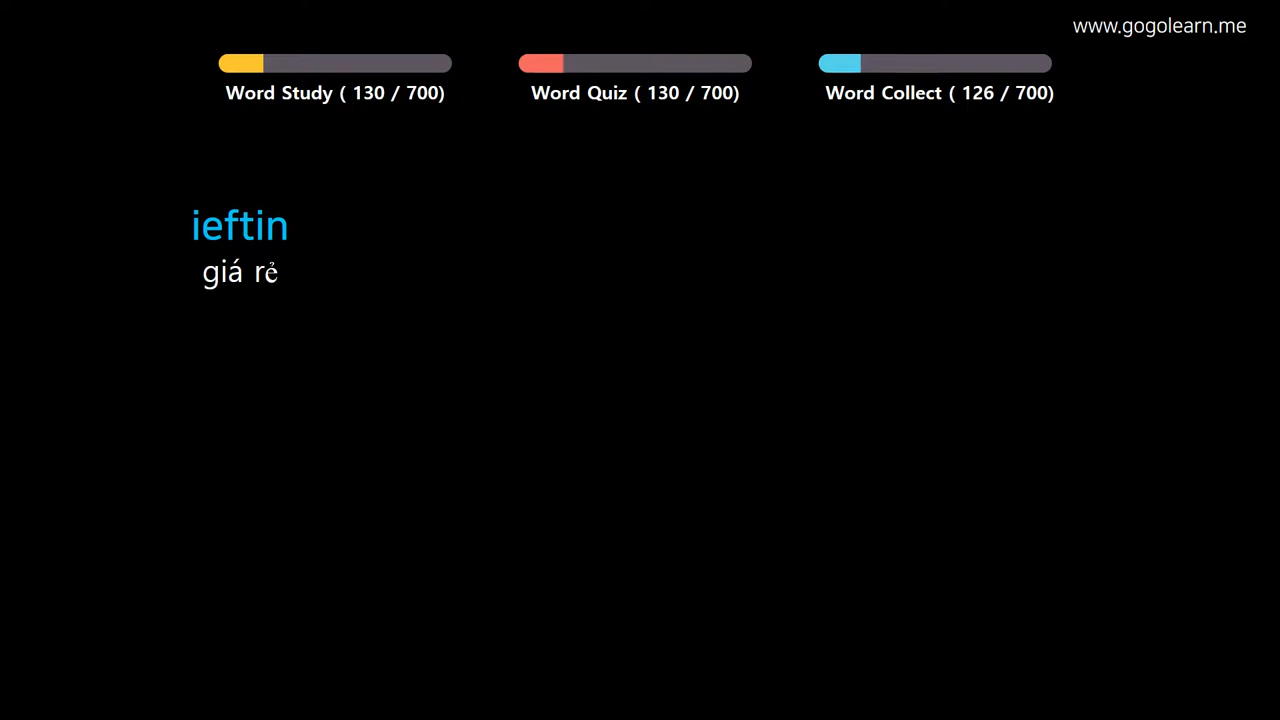 www.gogolearn.me
Word Study ( 130 / 700)
Word Quiz ( 130 / 700)
Word Collect ( 126 / 700)
ieftin
giá rẻ